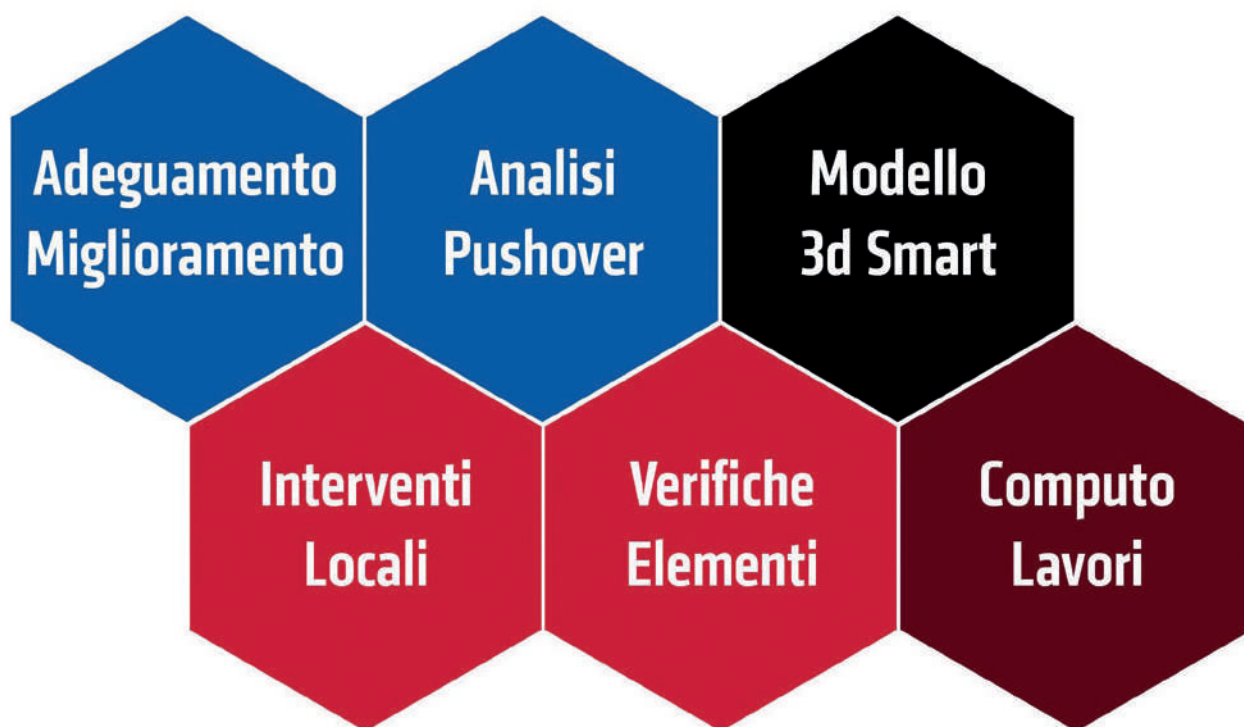 Adeguamento
Miglioramento
Analisi
Pushover
Modello
3d Smart
Interventi
Locali
Verifiche
Elementi
Computo
Lavori